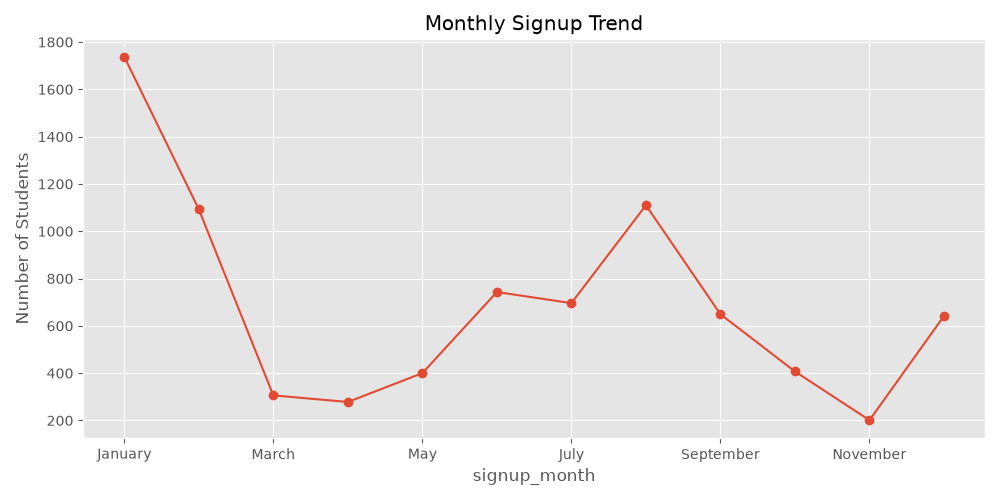 Monthly Signup Trend
Number of Students
1800
1600
1400
1200
1000
800
600
400
200
January March May July September November
signup_month